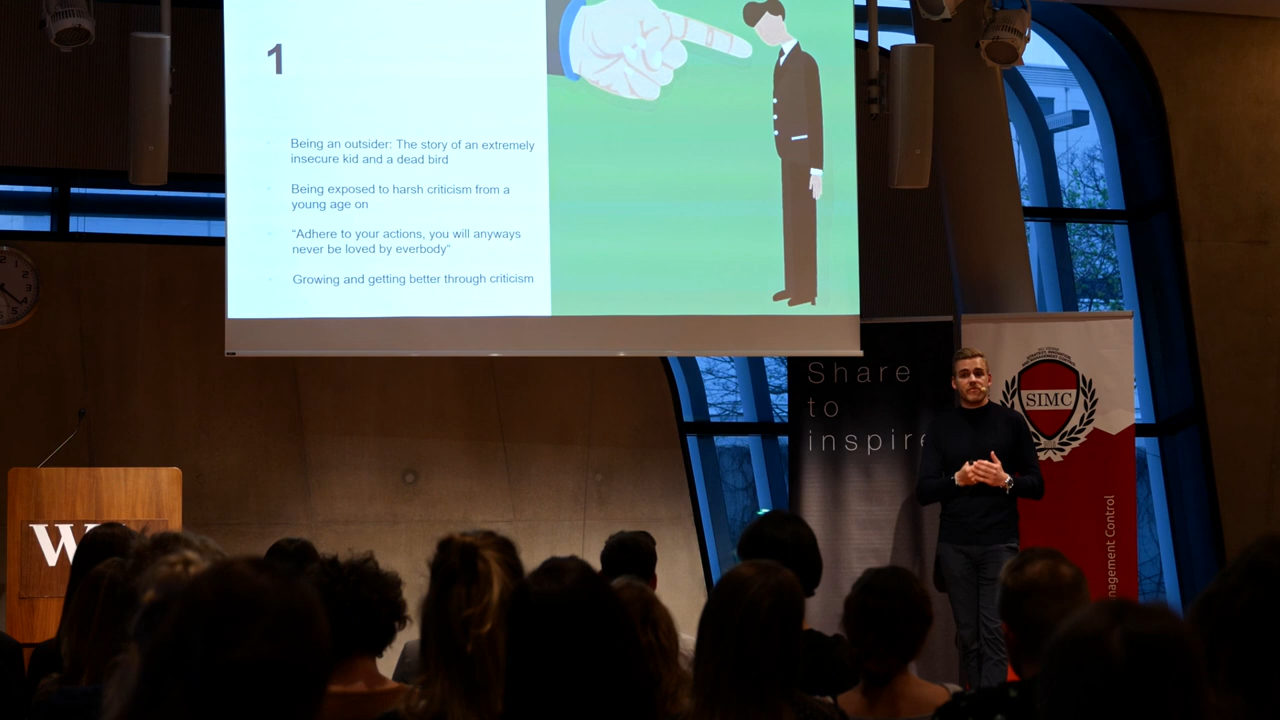 1
Being an outsider: The story of an extremely
insecure kid and a dead bird
Being exposed to harsh criticism from a
young age on
“Adhere to your actions, you will anyways
never be loved by everbody“
Growing and getting better through criticism
Share
to
inspire
SIMC
nagement Control
W